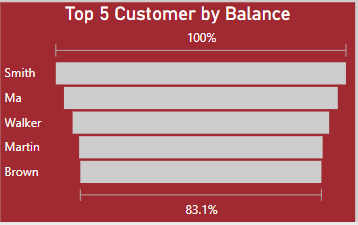 Top 5 Customer by Balance
100%
Smith
Ma
Walker
Martin
Brown
83.1%